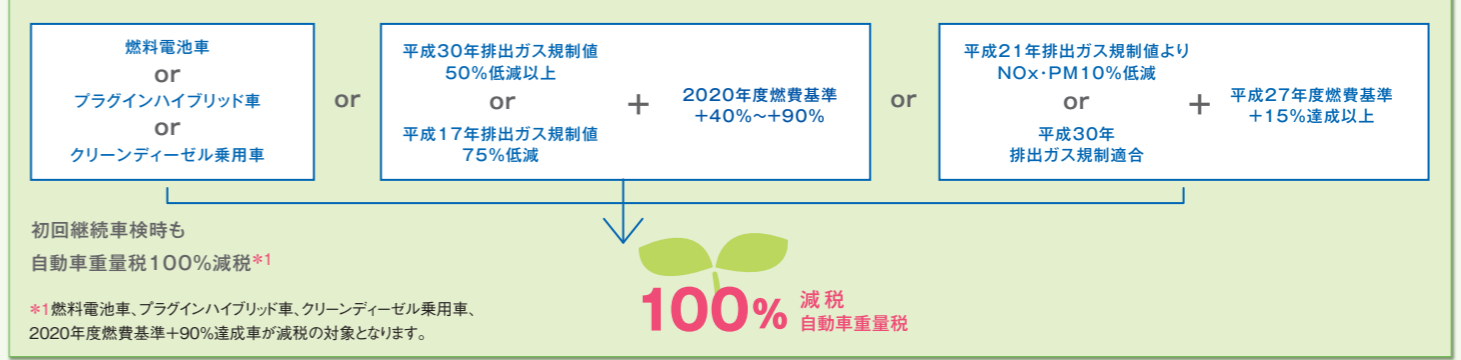 燃料電池車
or
プラグインハイブリッド車
or
クリーンディーゼル乗用車
or
平成30年排出ガス規制値
50%低減以上
or
平成17年排出ガス規制値
75%低減
+
2020年度燃費基準
+40%~+90%
or
平成21年排出ガス規制値より
NOx·PM10%低減
or
平成30年
排出ガス規制適合
+
平成27年度燃費基準
+15%達成以上
初回継続車検時も
自動車重量税100%減税*1
*1燃料電池車、プラグインハイブリッド車、クリーンディーゼル乗用車、
2020年度燃費基準+90%達成車が減税の対象となります。
100%
減税
自動車重量税